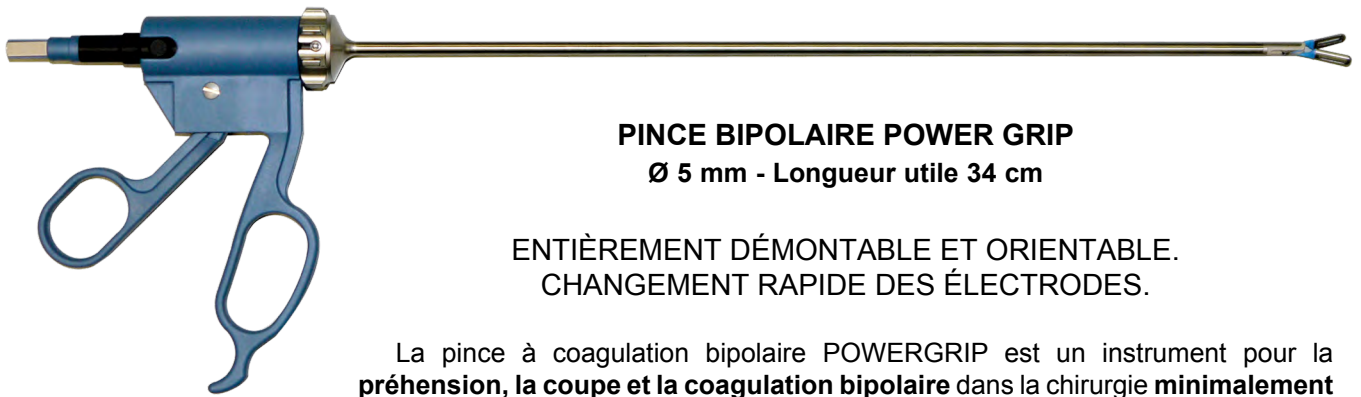 PINCE BIPOLAIRE POWER GRIP
Ø 5 mm - Longueur utile 34 cm
ENTIÈREMENT DÉMONTABLE ET ORIENTABLE.
CHANGEMENT RAPIDE DES ÉLECTRODES.
La pince à coagulation bipolaire POWERGRIP est un instrument pour la
préhension, la coupe et la coagulation bipolaire dans la chirurgie minimalement